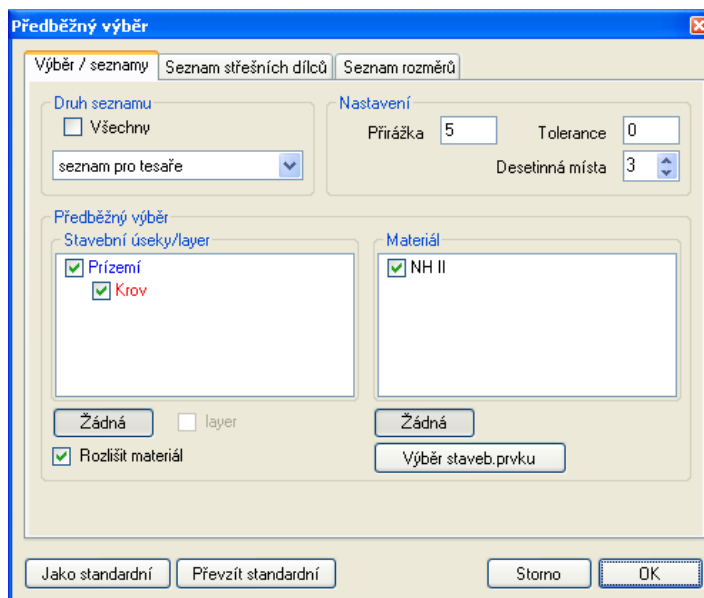 Předběžný výběr
Výběr / seznamy
Seznam střešních dílců
Seznam rozměrů
Druh seznamu
Všechny
seznam pro tesaře
Nastavení
Přirážka 5 Tolerance 0
Desetinná místa 3
Předběžný výběr
Stavební úseky/layer
Prízemí
Krov
Materiál
NH II
Žádná
layer
Žádná
Rozlišit materiál
Výběr staveb.prvku
Jako standardní
Převzít standardní
Storno
OK